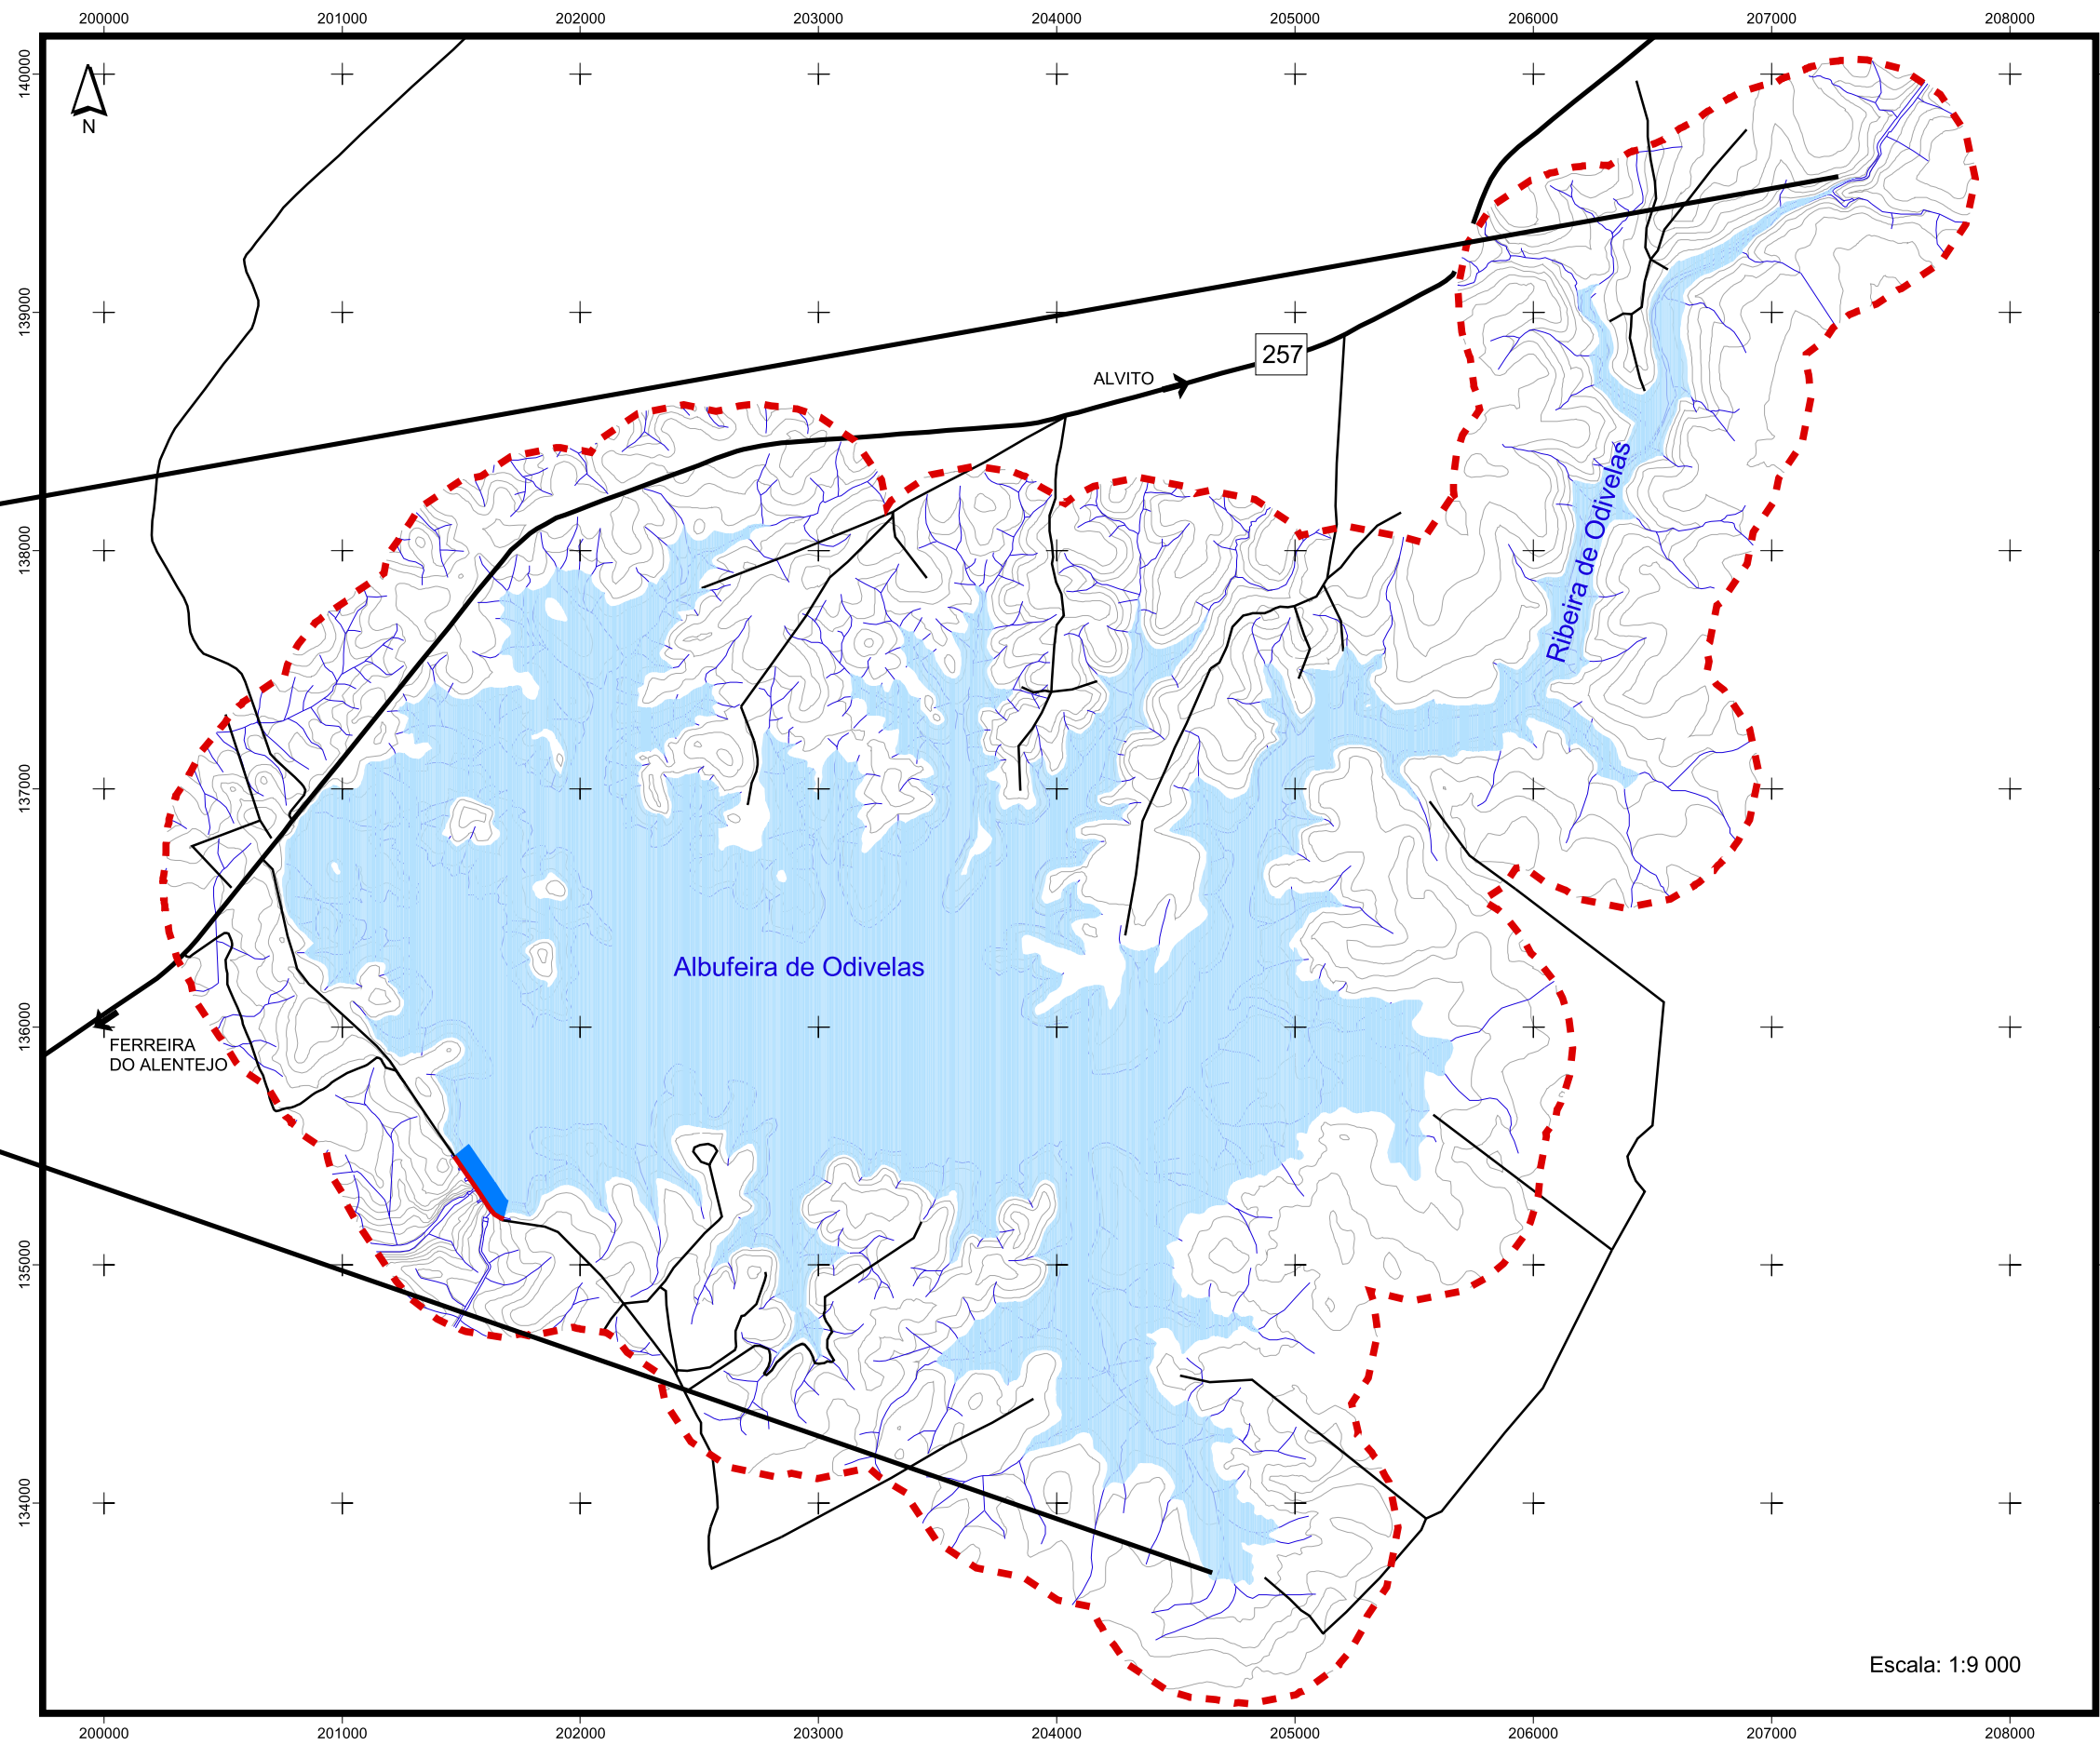 200000 201000 202000 203000 204000 205000 206000 207000 208000
140000
N
139000
257
ALVITO
Ribeira de Odivelas
138000
137000
Albufeira de Odivelas
136000
FERREIRA
DO ALENTEJO
135000
134000
Escala: 1:9 000
200000 201000 202000 203000 204000 205000 206000 207000 208000